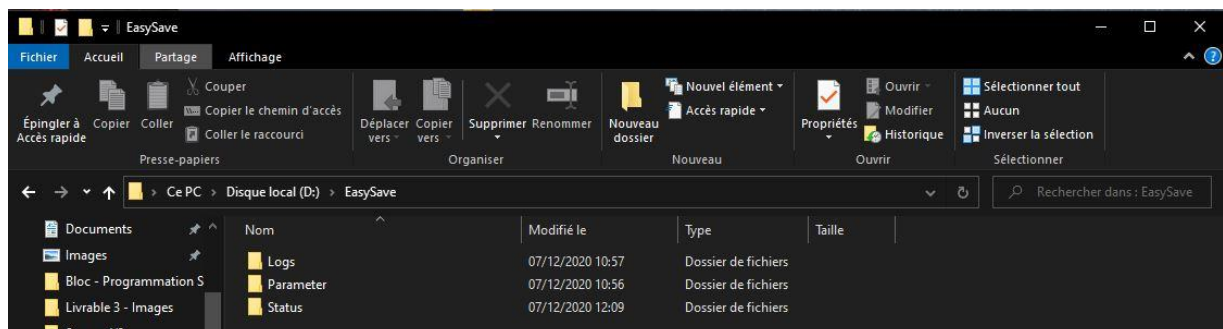 EasySave
Fichier Accueil Partage Affichage
Épingler à Accès rapide
Copier
Coller
Couper
Copier le chemin d'accès
Coller le raccourci
Presse-papiers
Déplacer vers
Copier vers
Supprimer
Renommer
Organiser
Nouveau dossier
Nouvel élément
Accès rapide
Nouveau
Propriétés
Ouvrir
Modifier
Historique
Ouvrir
Sélectionner tout
Aucun
Inverser la sélection
Sélectionner
Ce PC > Disque local (D:) > EasySave
Rechercher dans : EasySave
Documents
Images
Bloc - Programmation S
Livrable 3 - Images
Nom Modifié le Type Taille
Logs 07/12/2020 10:57 Dossier de fichiers
Parameter 07/12/2020 10:56 Dossier de fichiers
Status 07/12/2020 12:09 Dossier de fichiers